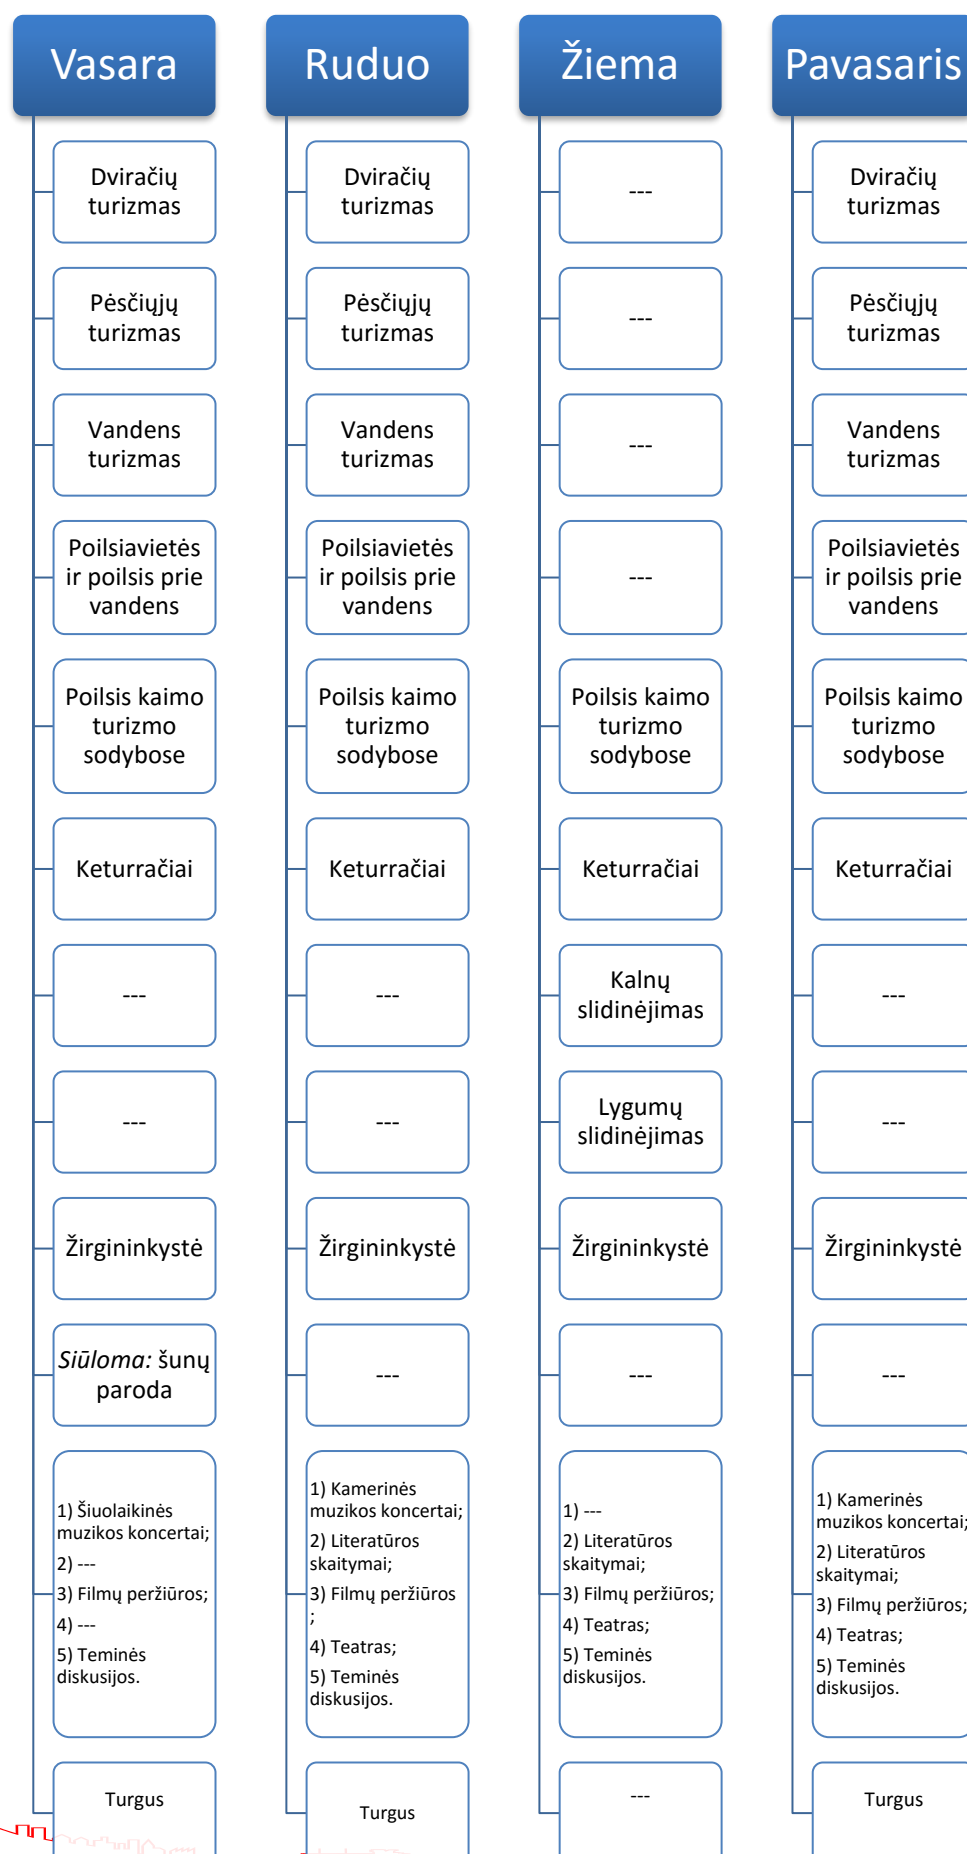 Vasara
Dviračių
turizmas
Pėsčiųjų
turizmas
Vandens
turizmas
Poilsiavietės
ir poilsis prie
vandens
Poilsis kaimo
turizmo
sodybose
Keturračiai
---
---
Žirgininkystė
Siūloma: šunų
paroda
1) Šiuolaikinės
muzikos koncertai;
2) ---
3) Filmų peržiūros;
4) ---
5) Teminės
diskusijos.
Turgus
Ruduo
Dviračių
turizmas
Pėsčiųjų
turizmas
Vandens
turizmas
Poilsiavietės
ir poilsis prie
vandens
Poilsis kaimo
turizmo
sodybose
Keturračiai
---
---
Žirgininkystė
---
1) Kamerinės
muzikos koncertai;
2) Literatūros
skaitymai;
3) Filmų peržiūros
;
4) Teatras;
5) Teminės
diskusijos.
Turgus
Žiema
---
---
---
---
Poilsis kaimo
turizmo
sodybose
Keturračiai
Kalnų
slidinėjimas
Lygumų
slidinėjimas
Žirgininkystė
---
1) ---
2) Literatūros
skaitymai;
3) Filmų peržiūros;
4) Teatras;
5) Teminės
diskusijos.
---
Pavasaris
Dviračių
turizmas
Pėsčiųjų
turizmas
Vandens
turizmas
Poilsiavietės
ir poilsis prie
vandens
Poilsis kaimo
turizmo
sodybose
Keturračiai
---
---
Žirgininkystė
---
1) Kamerinės
muzikos koncertai;
2) Literatūros
skaitymai;
3) Filmų peržiūros;
4) Teatras;
5) Teminės
diskusijos.
Turgus